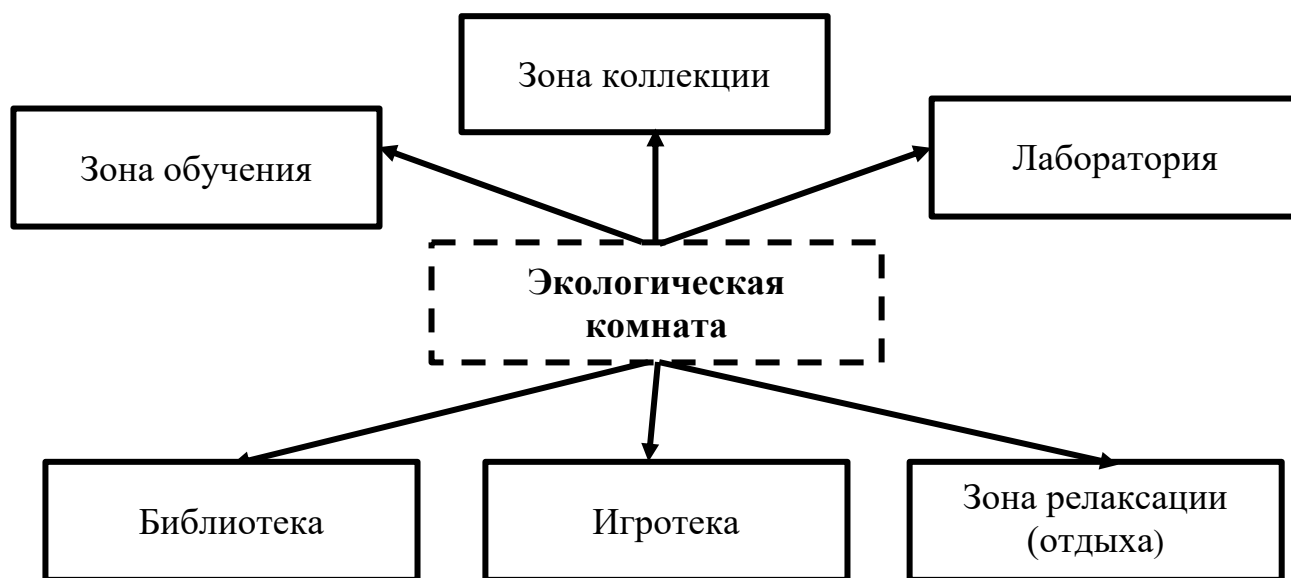 Зона коллекции
Зона обучения
Лаборатория
Экологическая
комната
Библиотека
Игротека
Зона релаксации
(отдыха)